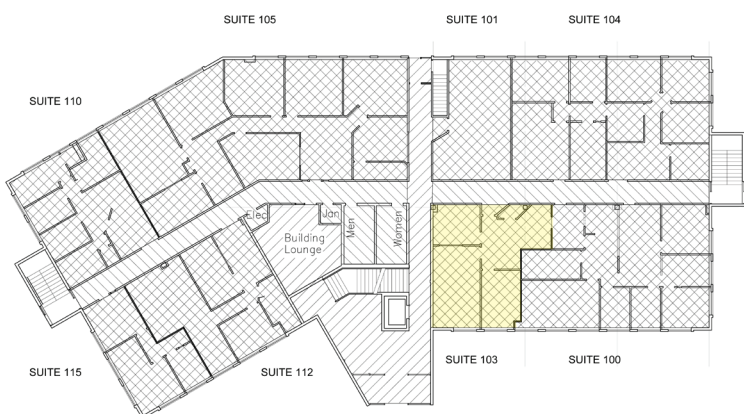 SUITE 105
SUITE 101
SUITE 104
SUITE 110
Elec
Jan
Men
Women
Building
Lounge
SUITE 103
SUITE 100
SUITE 115
SUITE 112